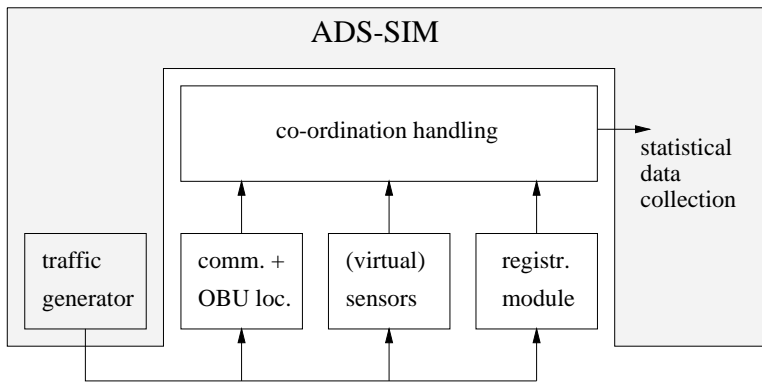 ADS-SIM
co-ordination handling
statistical
data
collection
traffic
generator
comm. +
OBU loc.
(virtual)
sensors
registr.
module